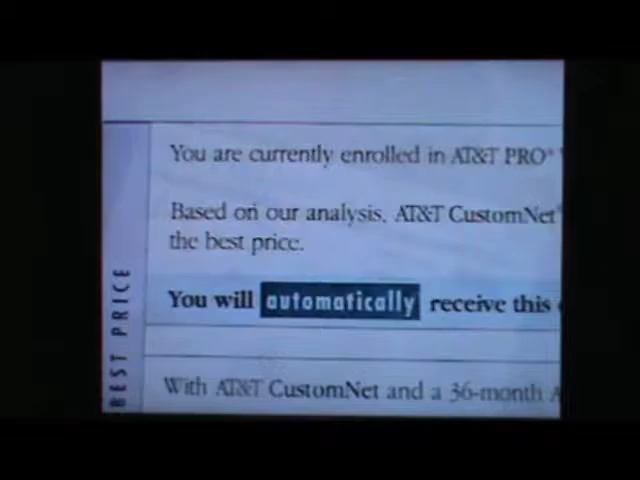 You are currently enrolled in AT&T PRO®
Based on our analysis, AT&T CustomNet®
the best price.
You will automatically receive this
With AT&T CustomNet and a 36-month
BEST PRICE